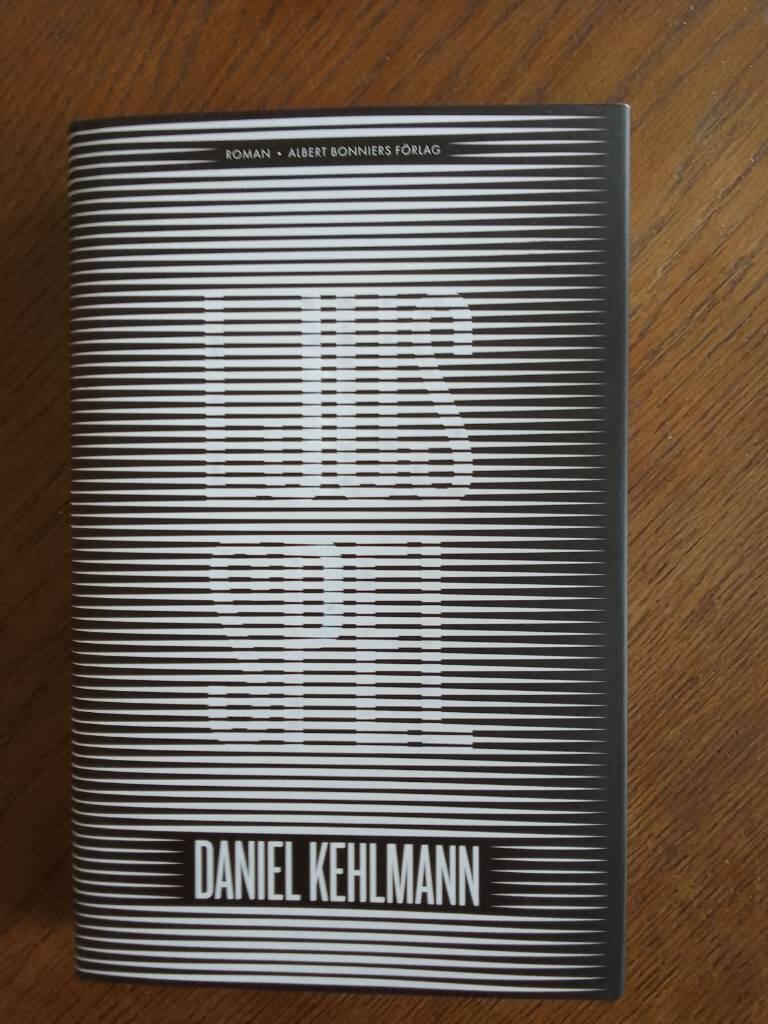 ROMAN • ALBERT BONNIERS FÖRLAG
LJUS
SPEL
DANIEL KEHLMANN